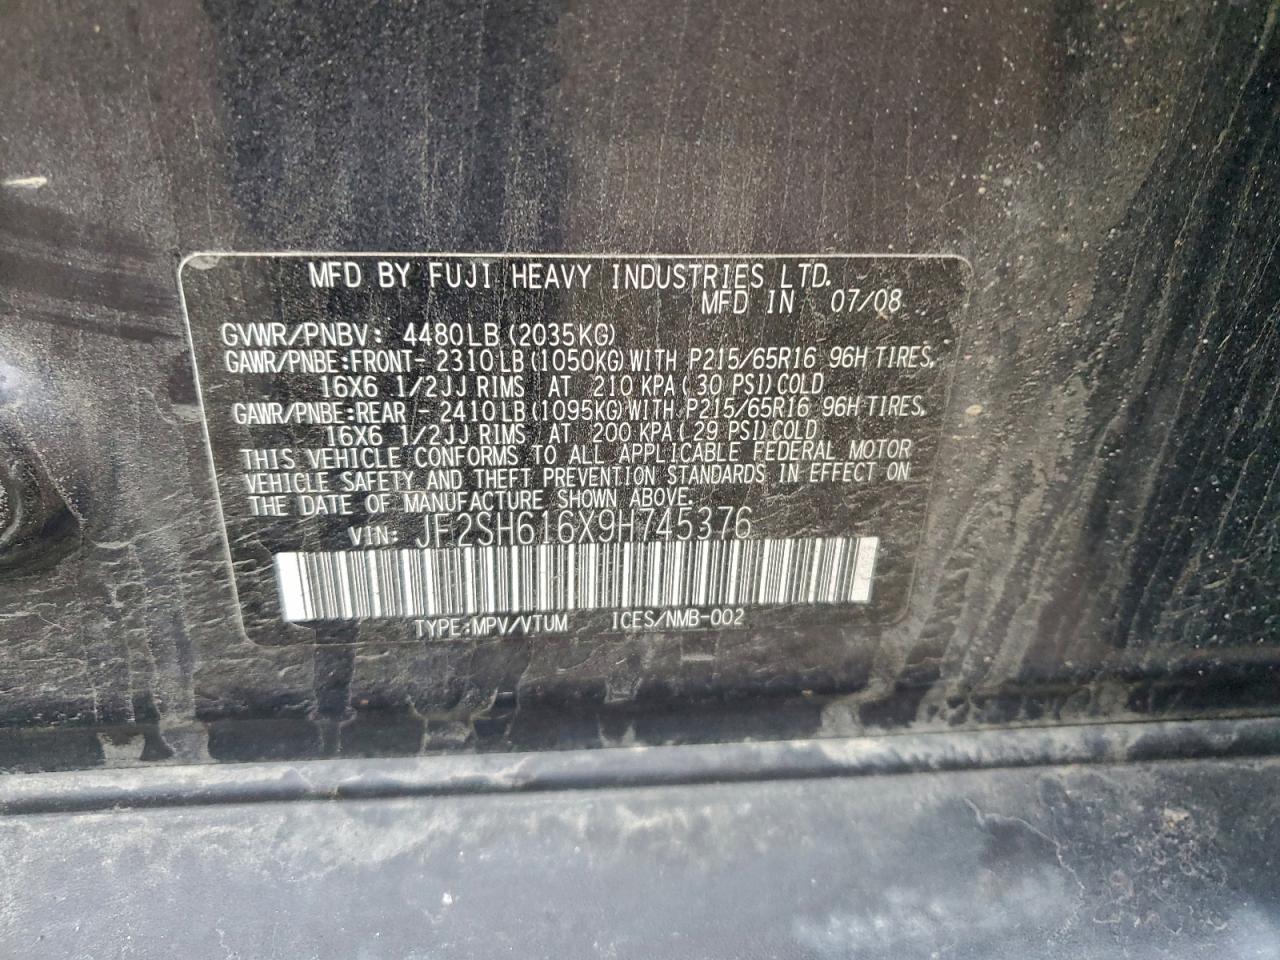 MFD BY FUJI HEAVY INDUSTRIES LTD.
MFD IN 07/08
GVWR/PNBV: 4480LB (2035KG)
GAWR/PNBE:FRONT- 2310LB(1050KG)WITH P215/65R16 96H TIRES,
16X6 1/2JJ RIMS AT 210 KPA(30 PSI)COLD
GAWR/PNBE:REAR - 2410LB(1095KG)WITH P215/65R16 96H TIRES,
16X6 1/2JJ RIMS AT 200 KPA(29 PSI)COLD
THIS VEHICLE CONFORMS TO ALL APPLICABLE FEDERAL MOTOR
VEHICLE SAFETY AND THEFT PREVENTION STANDARDS IN EFFECT ON
THE DATE OF MANUFACTURE SHOWN ABOVE.
VIN: JF2SH616X9H745376
TYPE:MPV/VTUM ICES/NMB-002